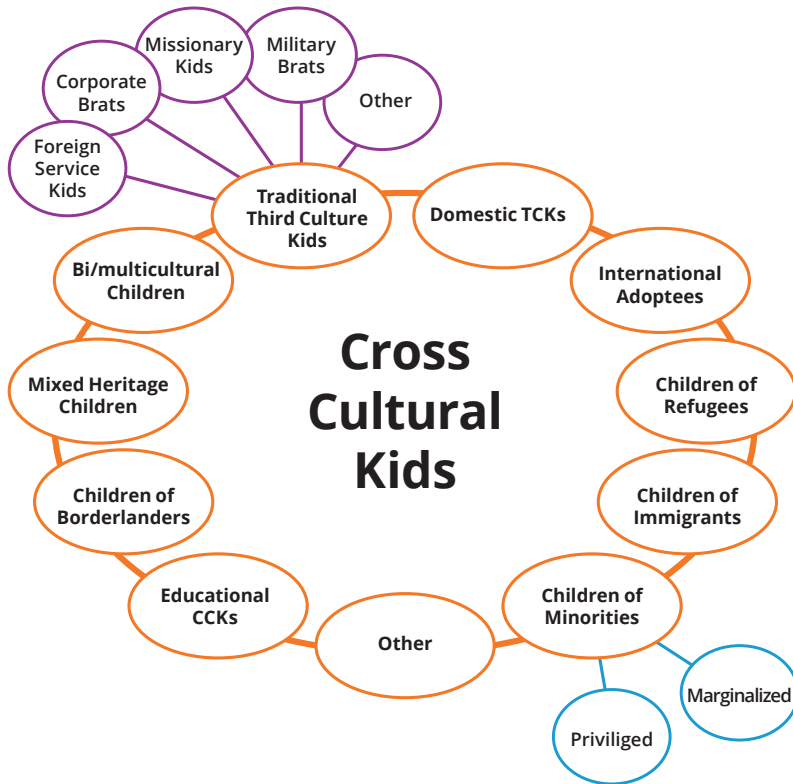 Missionary
Kids
Military
Brats
Corporate
Brats
Other
Foreign
Service
Kids
Traditional
Third Culture
Kids
Domestic TCKs
Bi/multicultural
Children
International
Adoptees
Cross
Cultural
Kids
Mixed Heritage
Children
Children of
Refugees
Children of
Borderlanders
Children of
Immigrants
Educational
CCKs
Children of
Minorities
Other
Marginalized
Priviliged